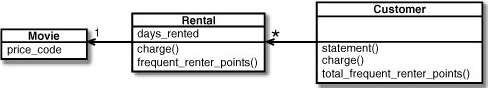 Movie
price_code
1
Rental
days_rented
charge()
frequent_renter_points()
*
Customer
statement()
charge()
total_frequent_renter_points()